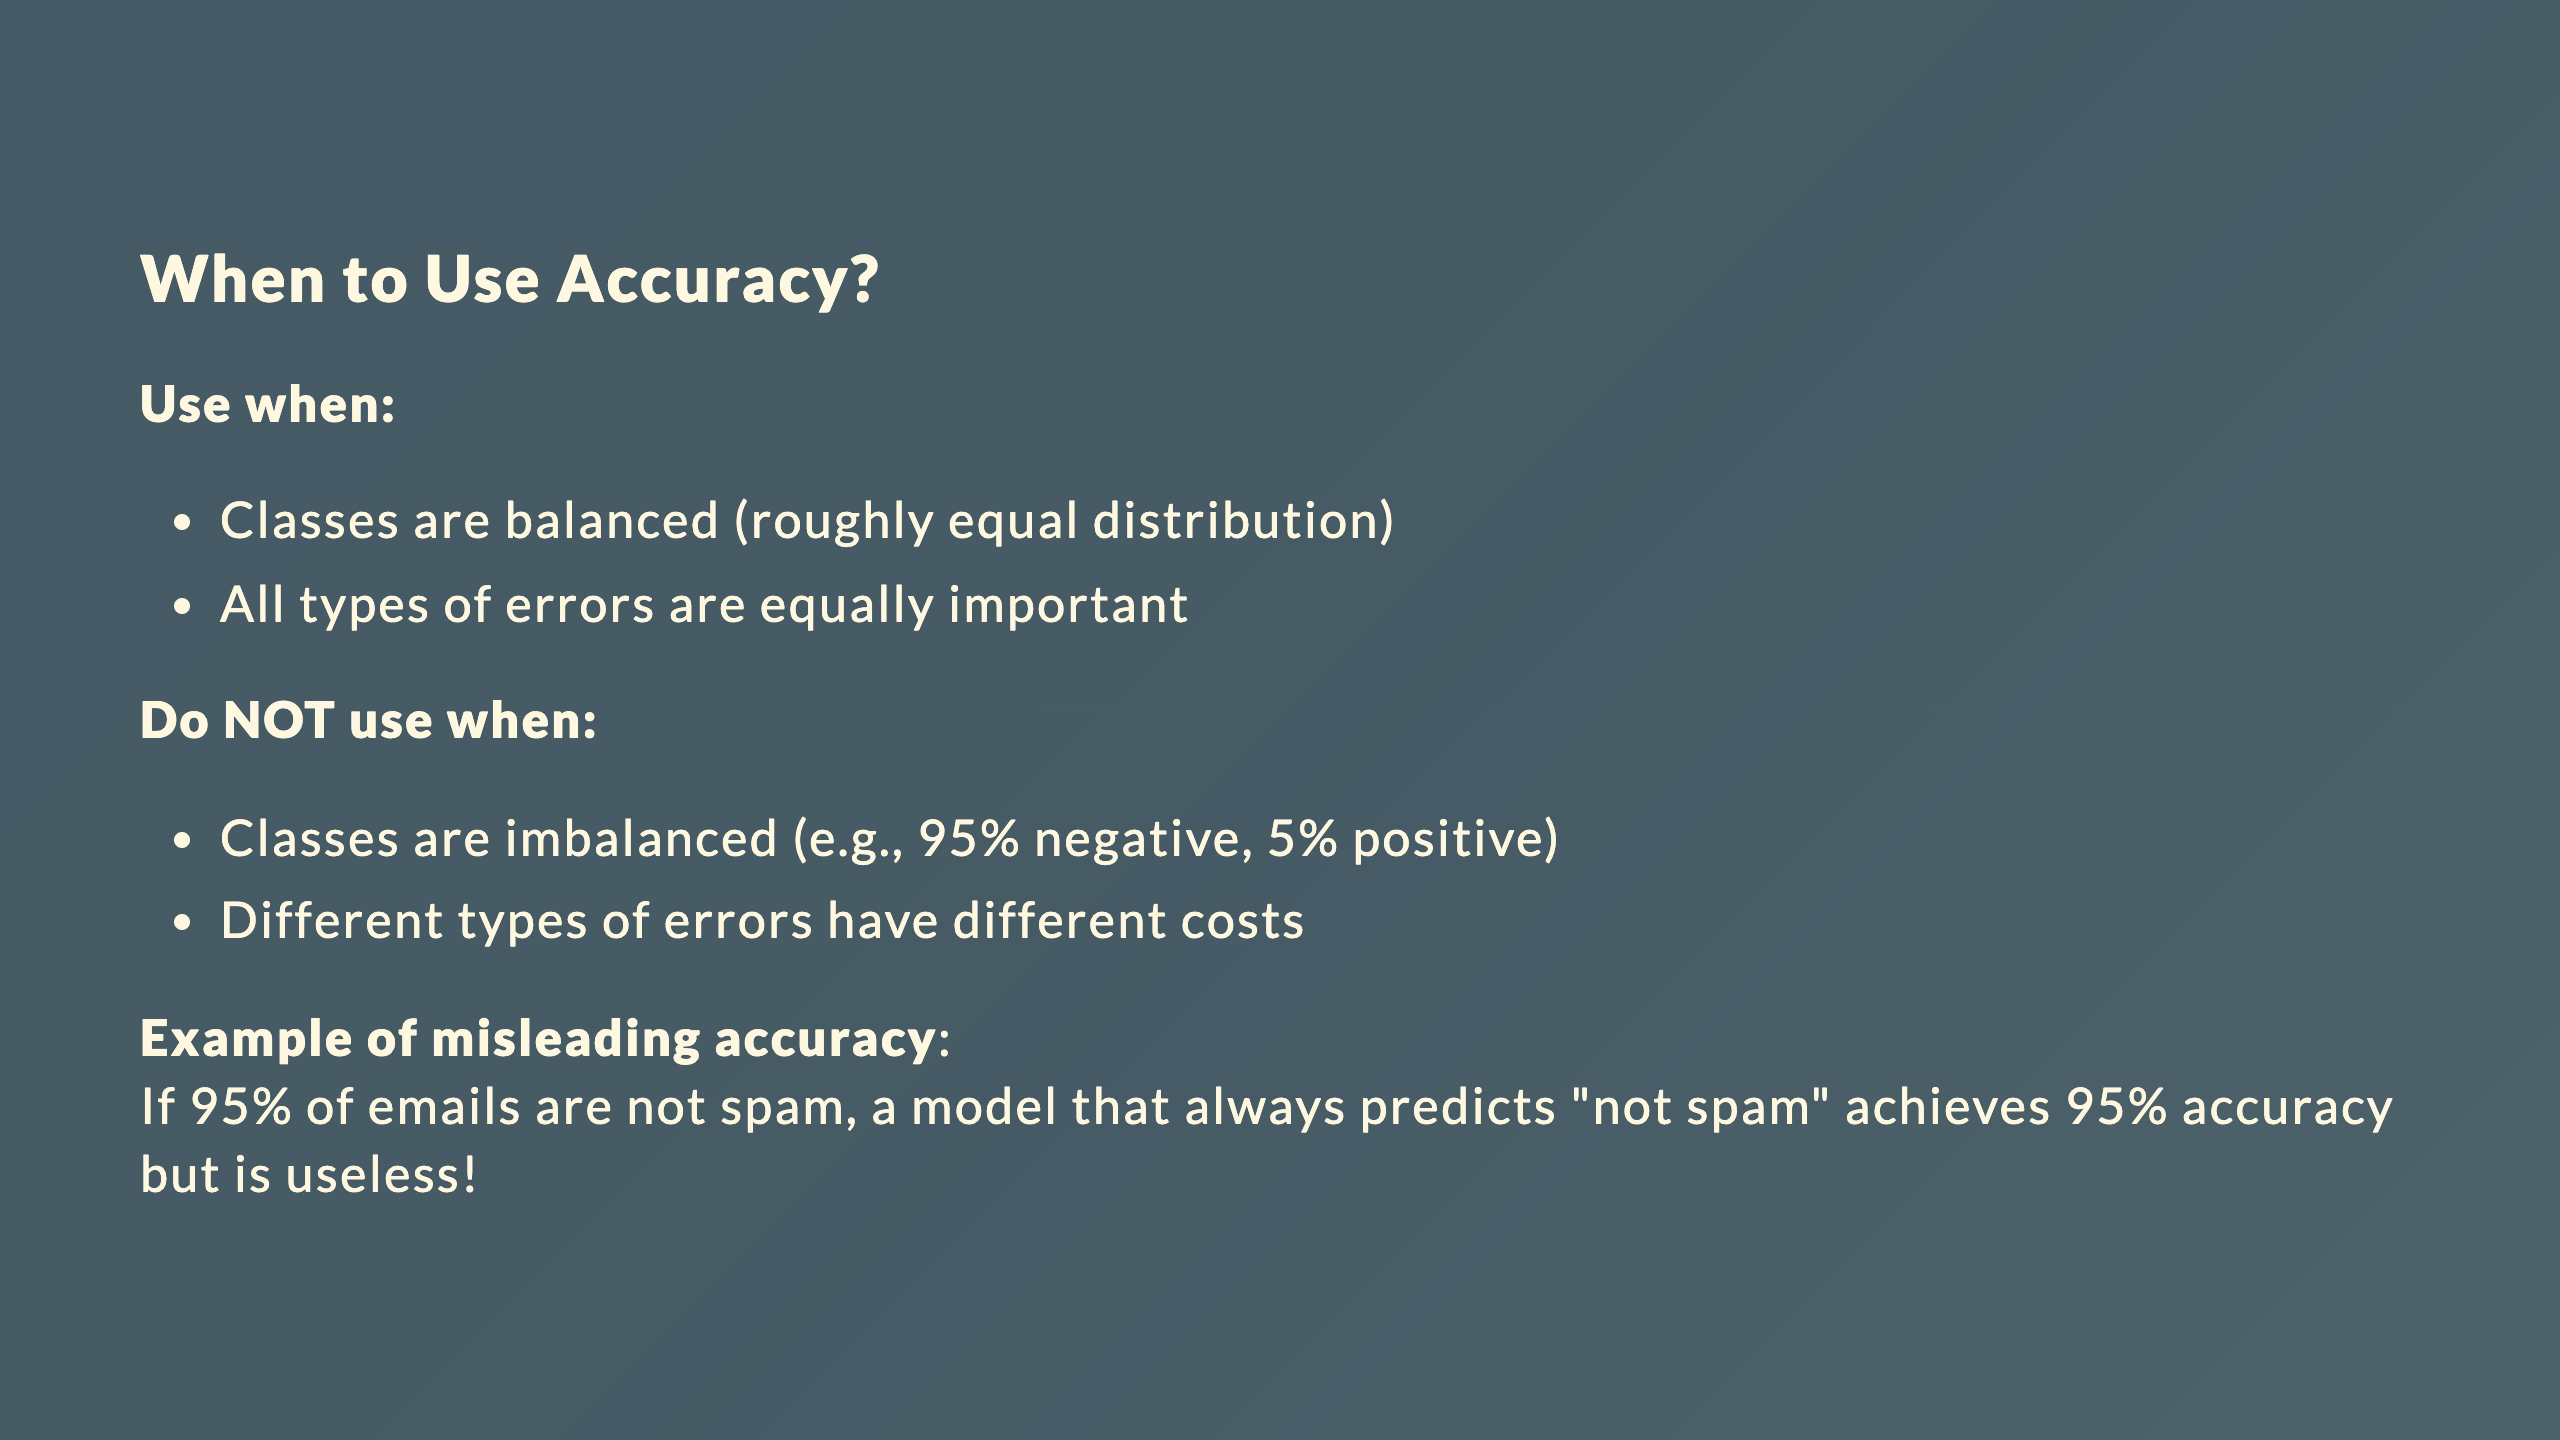 When to Use Accuracy?
Use when:
• Classes are balanced (roughly equal distribution)
• All types of errors are equally important
Do NOT use when:
• Classes are imbalanced (e.g., 95% negative, 5% positive)
• Different types of errors have different costs
Example of misleading accuracy:
If 95% of emails are not spam, a model that always predicts "not spam" achieves 95% accuracy
but is useless!